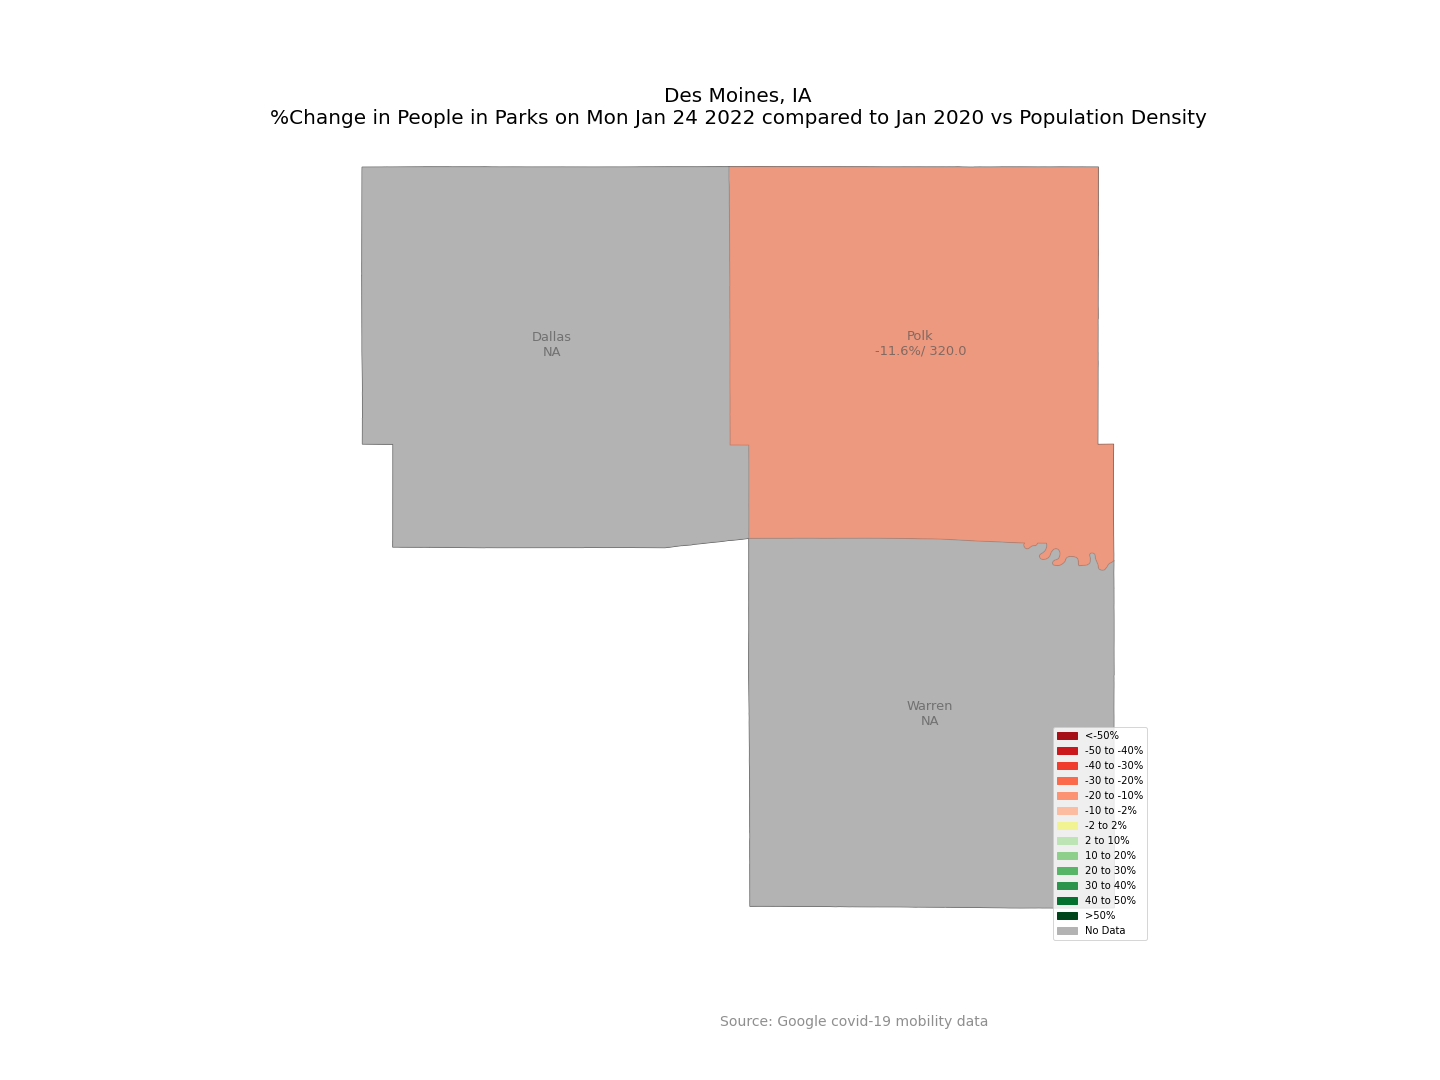 Des Moines, IA
%Change in People in Parks on Mon Jan 24 2022 compared to Jan 2020 vs Population Density
Dallas
NA
Polk
-11.6%/ 320.0
Warren
NA
<-50%
-50 to -40%
-40 to -30%
-30 to -20%
-20 to -10%
-10 to -2%
-2 to 2%
2 to 10%
10 to 20%
20 to 30%
30 to 40%
40 to 50%
>50%
No Data
Source: Google covid-19 mobility data